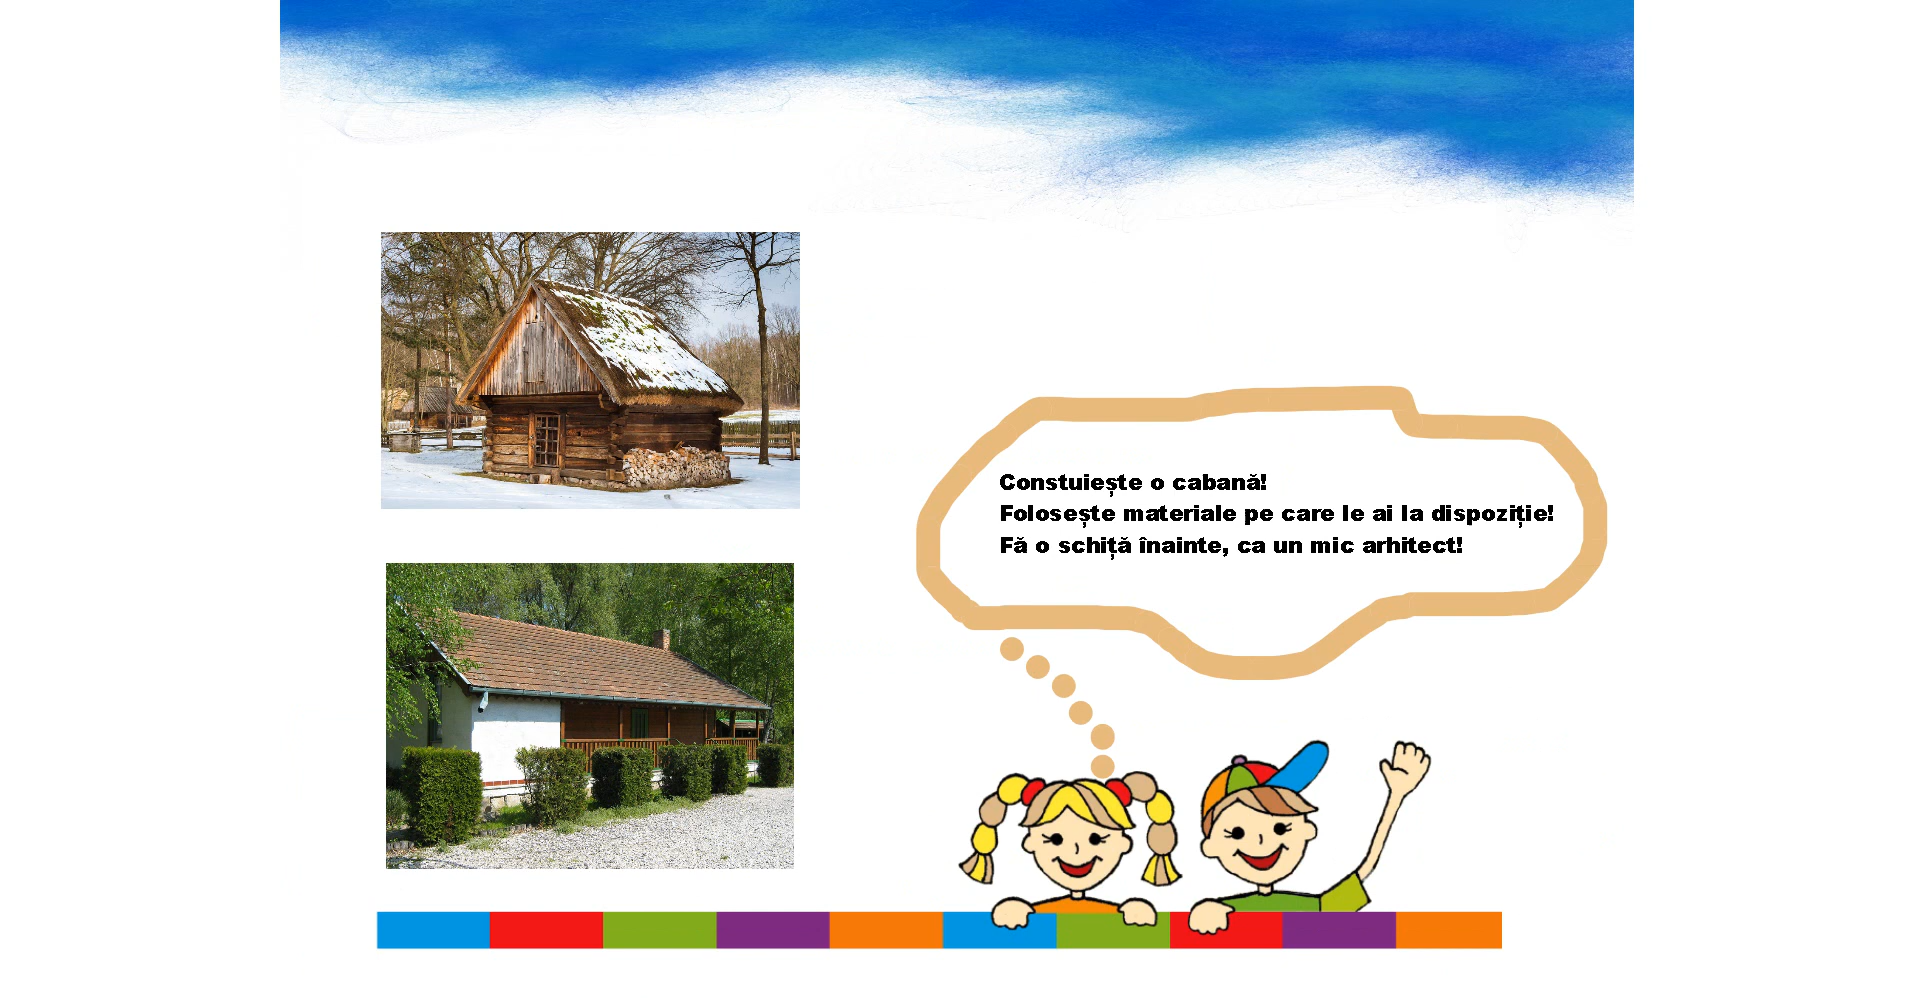 Constuiește o cabană!
Folosește materiale pe care le ai la dispoziție!
Fă o schiță înainte, ca un mic arhitect!